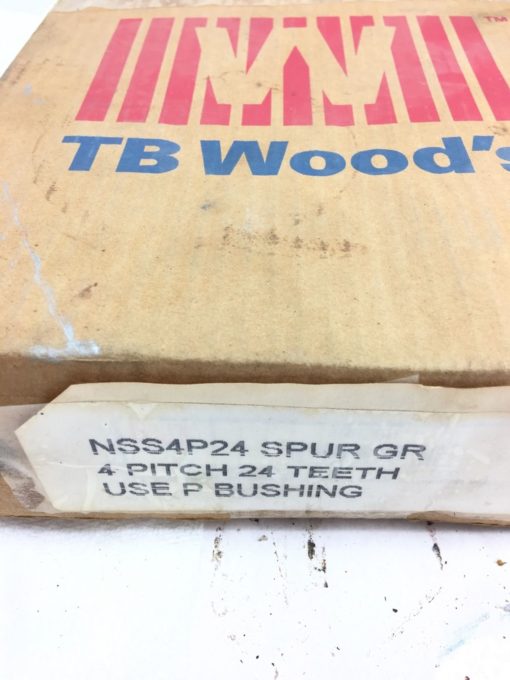 TM
TB Wood's
NSS4P24 SPUR GR
4 PITCH 24 TEETH
USE P BUSHING